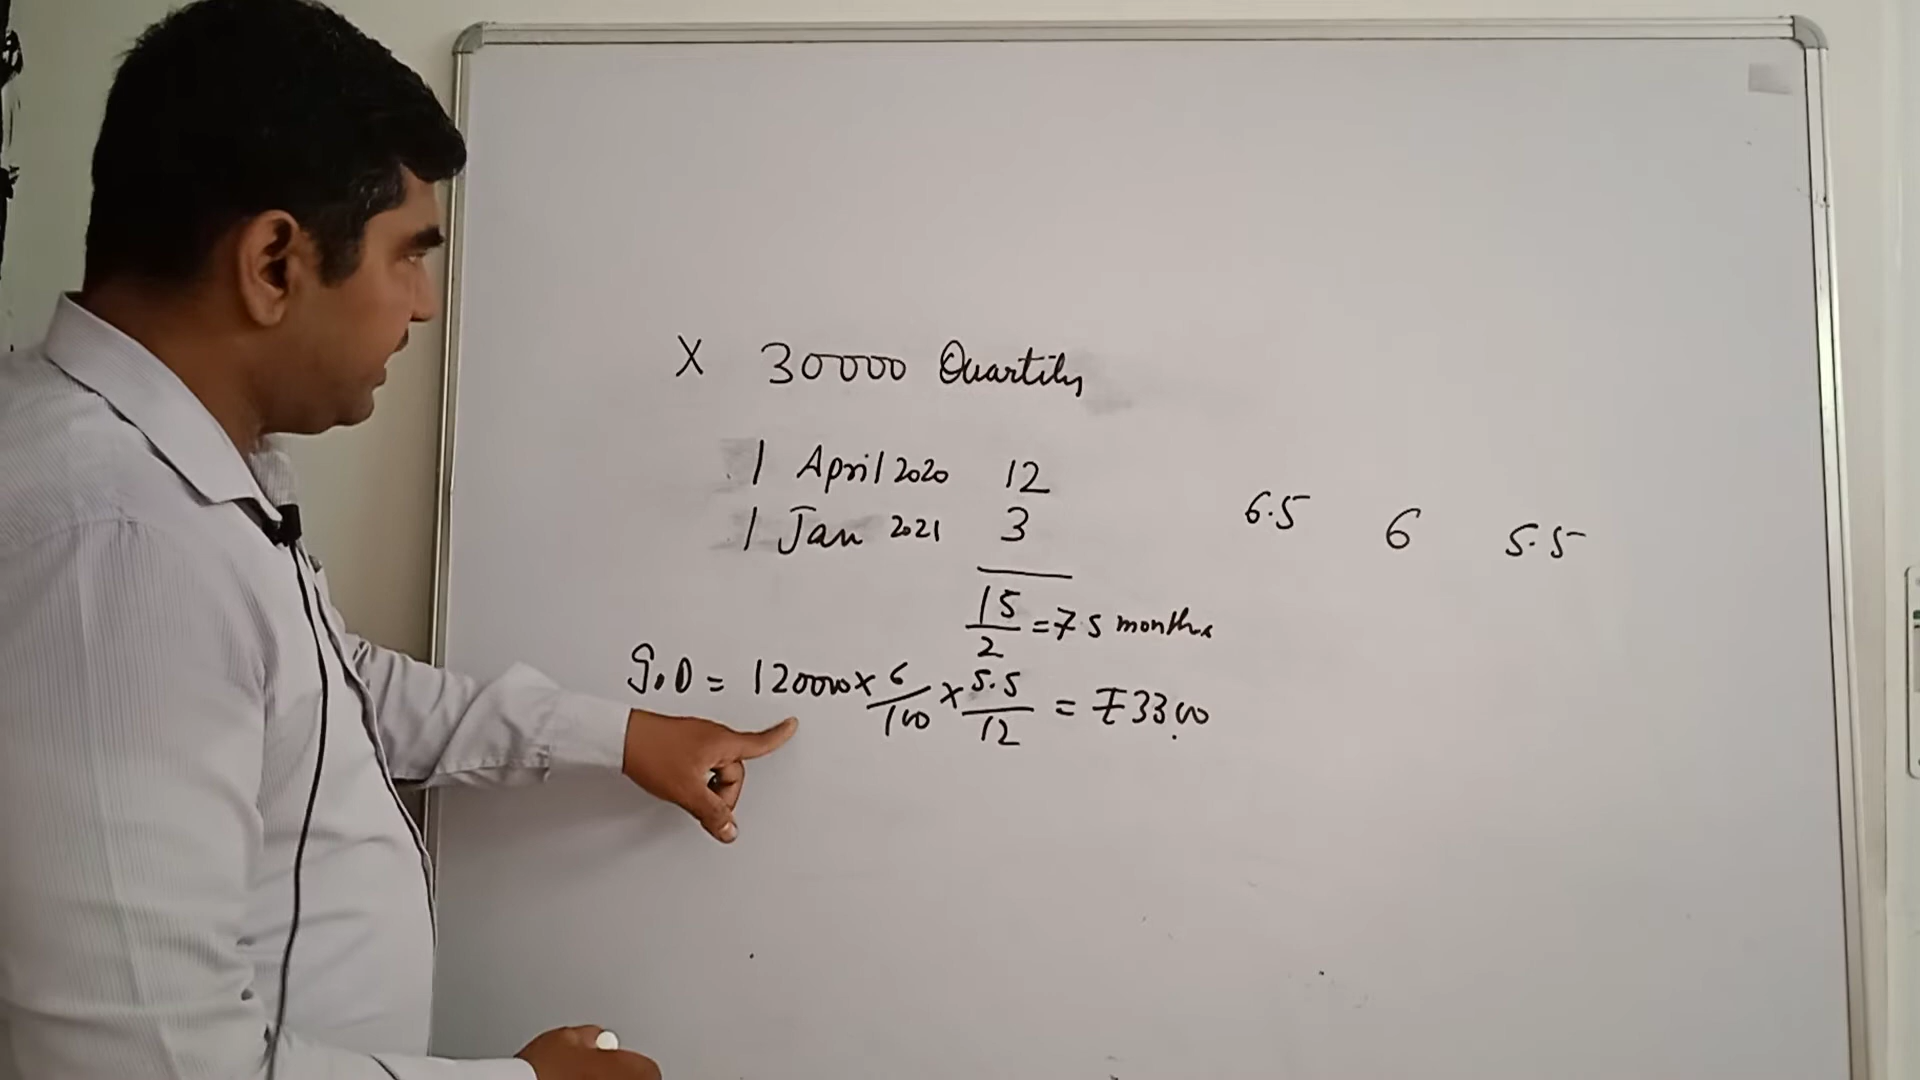 X 30000 Quartily
1 April 2020 12
1 Jan 2021 3
6.5 6 5.5
15/2 = 7.5 months
I.O.D = 120000 x 6/100 x 5.5/12 = ₹3300